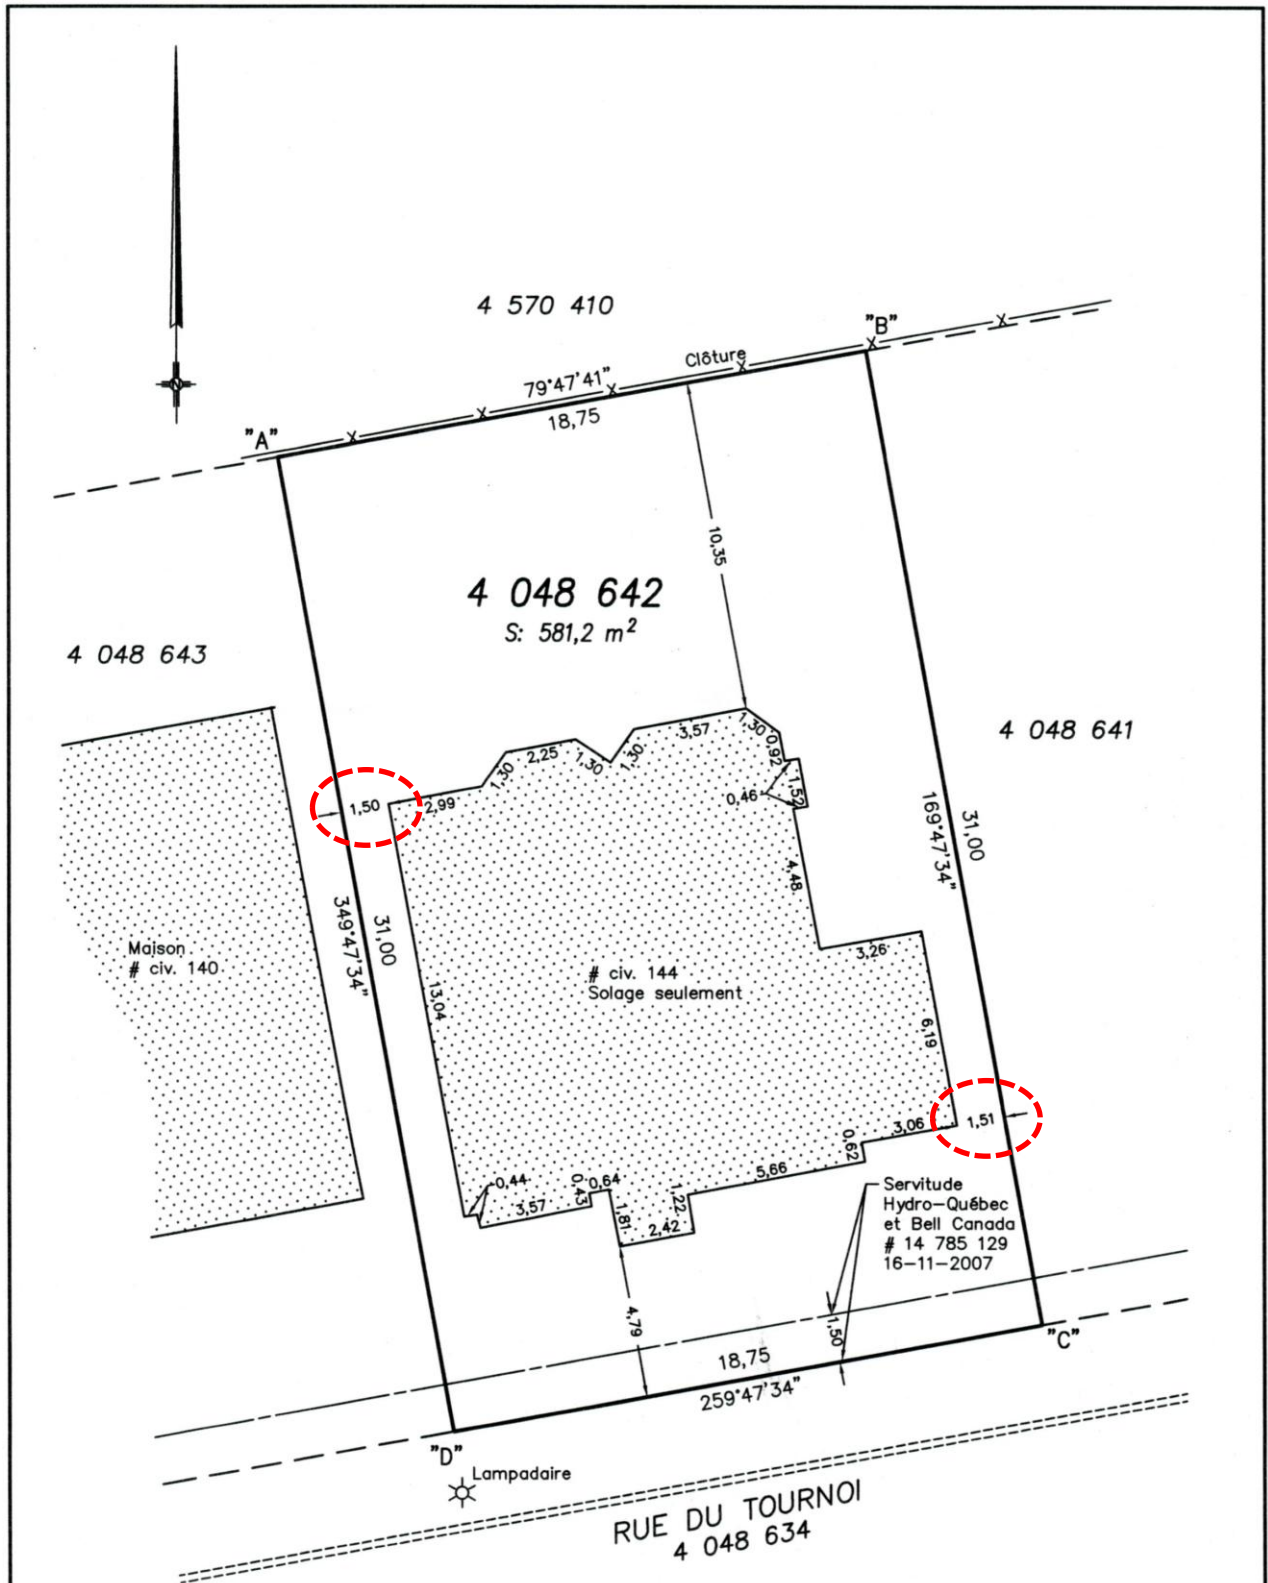 4 570 410
"B"
Clôture
79°47'41"
18,75
"A"
10,35
4 048 642
S: 581,2 m²
4 048 643
4 048 641
3,57
1,30
2,25
1,30
1,30
1,30
0,92
1,52
0,46
1,50
2,99
4,48
169°47'34"
31,00
349°47'34"
31,00
Maison
# civ. 140
3,26
# civ. 144
Solage seulement
13,04
6,19
3,06
1,51
0,62
5,66
0,44
0,43
0,64
3,57
1,81
1,22
2,42
Servitude
Hydro-Québec
et Bell Canada
# 14 785 129
16-11-2007
4,79
1,50
18,75
259°47'34"
"C"
"D"
Lampadaire
N
RUE DU TOURNOI
4 048 634